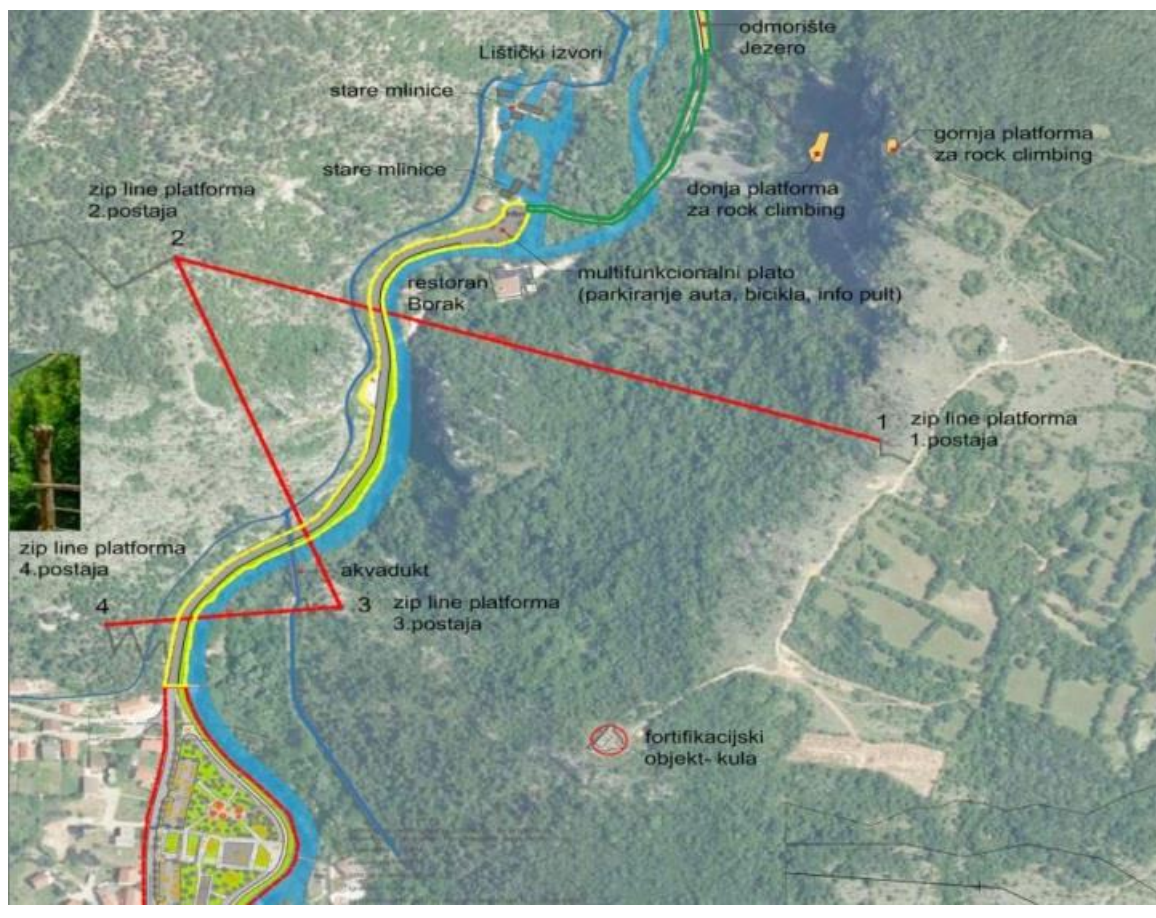 odmorište
Jezero
Lištički izvori
stare mlinice
gornja platforma
za rock climbing
stare mlinice
donja platforma
za rock climbing
zip line platforma
2.postaja
2
multifunkcionalni plato
(parkiranje auta, bicikla, info pult)
restoran
Borak
1
zip line platforma
1.postaja
zip line platforma
4.postaja
akvadukt
4
3
zip line platforma
3.postaja
fortifikacijski
objekt- kula